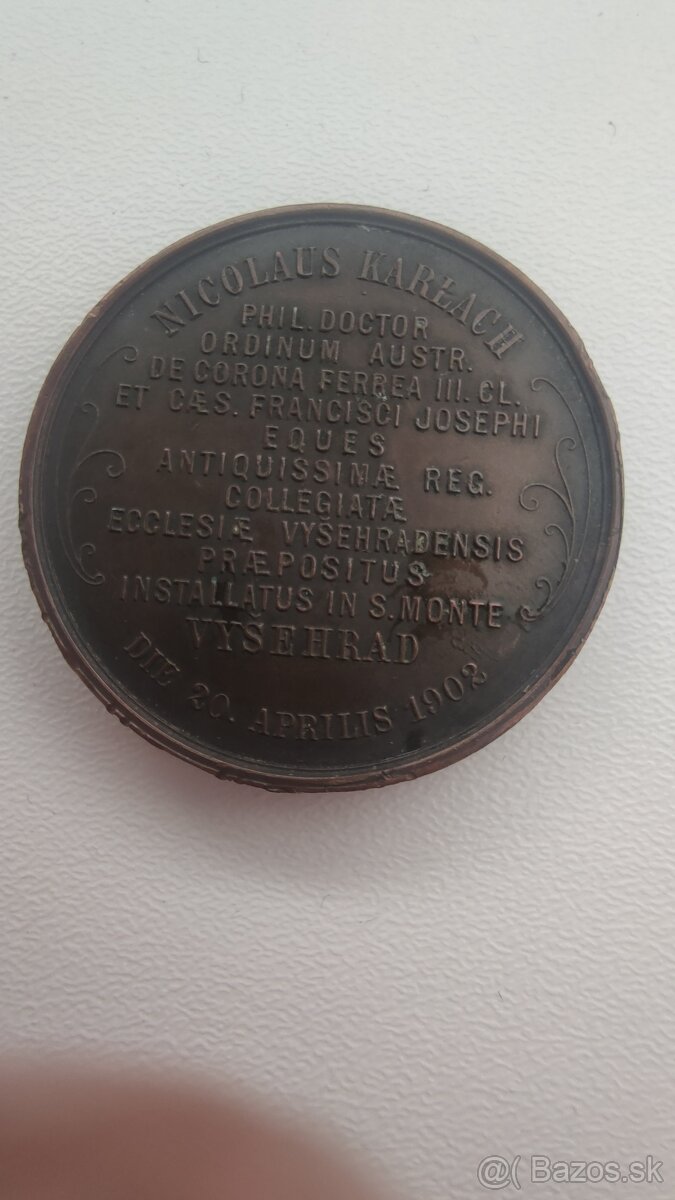 NICOLAUS KARŁACH
PHIL. DOCTOR
ORDINUM AUSTR.
DE CORONA FERREA III. CL.
ET CÆS. FRANCISCI JOSEPHI
EQUES
ANTIQUISSIMÆ REG.
COLLEGIATÆ
ECCLESIÆ VYŠEHRADENSIS
PRÆPOSITUS
INSTALLATUS IN S. MONTE
VYŠEHRAD
DIE 20. APRILIS 1902
@( Bazos.sk